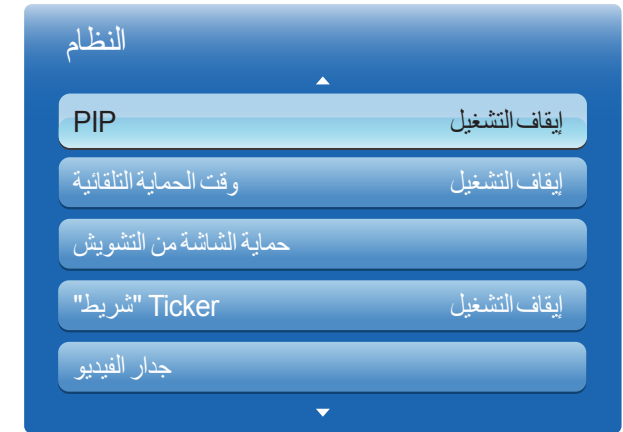 النظام
PIP إيقاف التشغيل
وقت الحماية التلقائية إيقاف التشغيل
حماية الشاشة من التشويش
Ticker "شريط" إيقاف التشغيل
جدار الفيديو